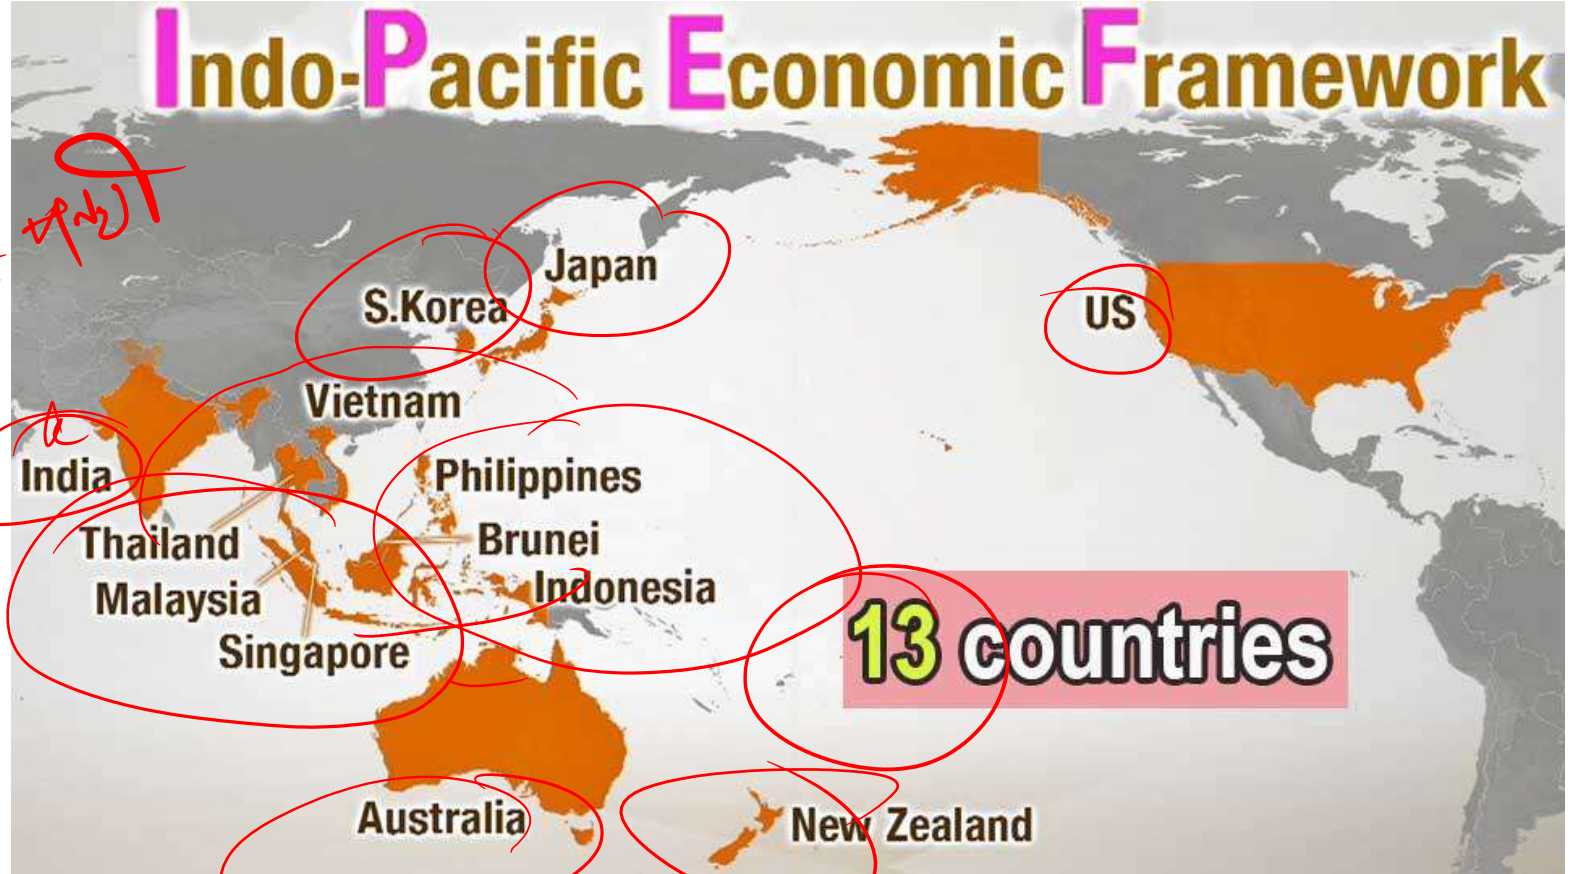 Indo-Pacific Economic Framework
Japan
S.Korea
US
Vietnam
India
Philippines
Thailand
Brunei
Malaysia
Indonesia
Singapore
13 countries
Australia
New Zealand